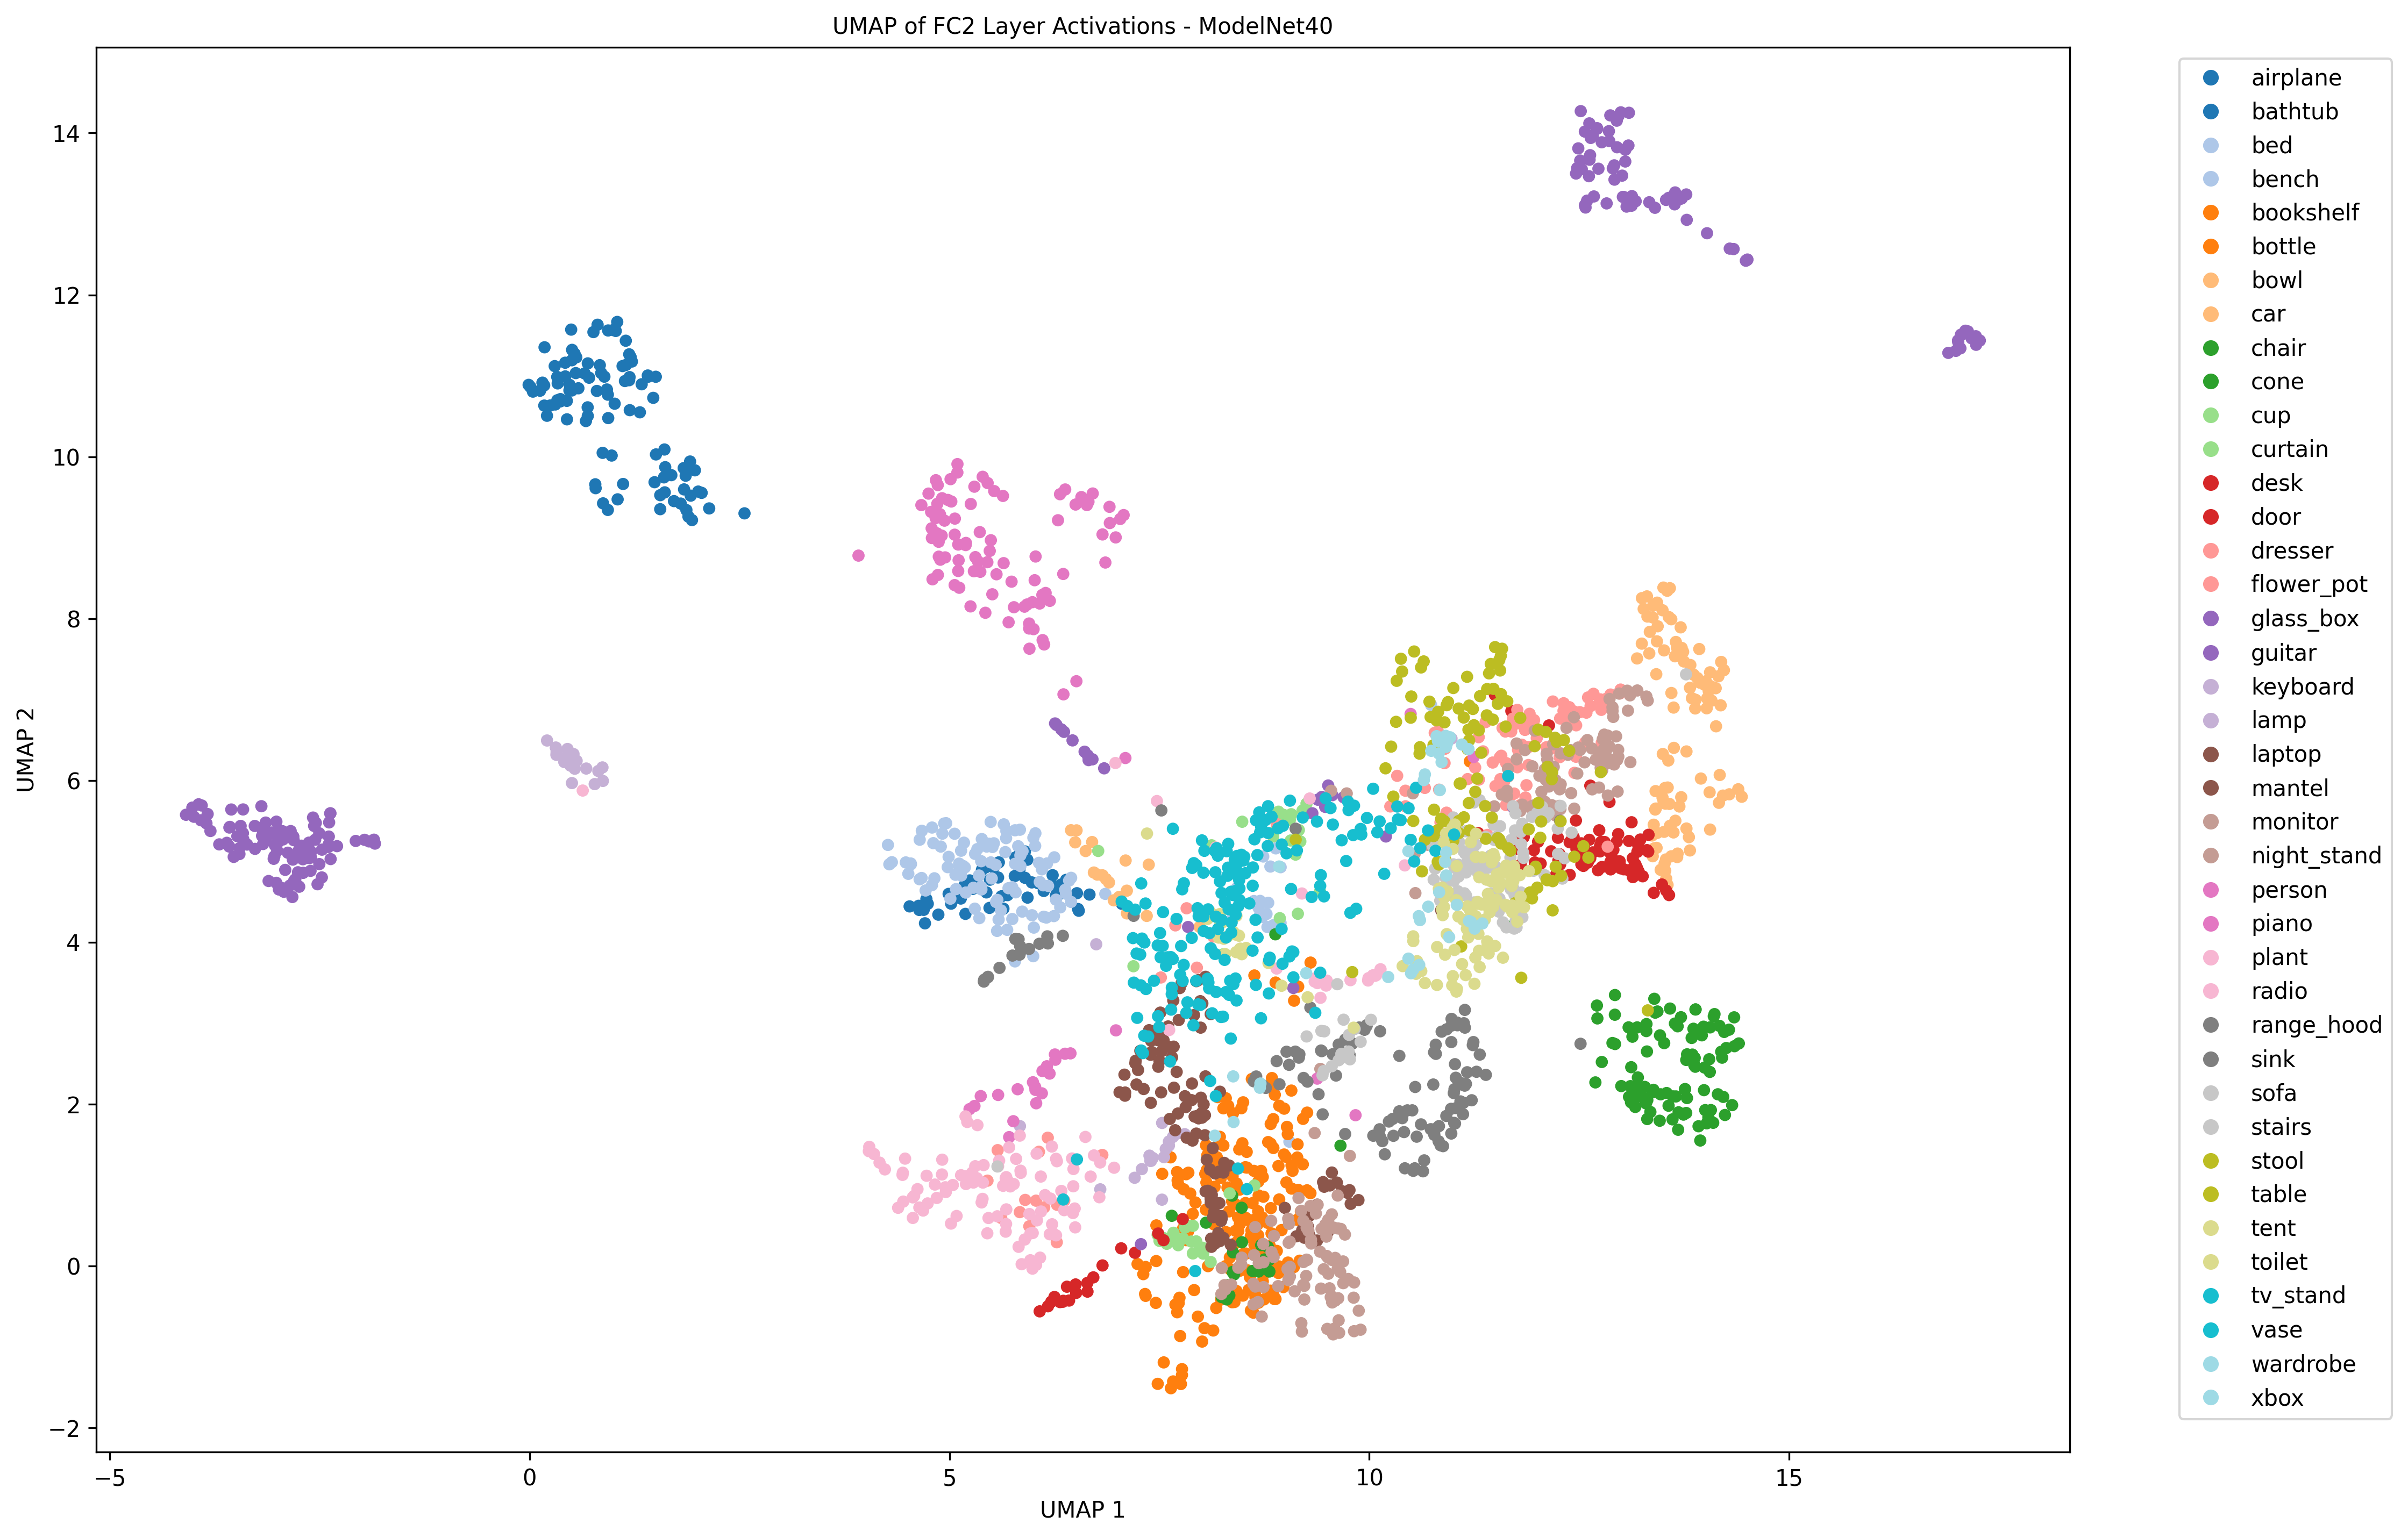 UMAP of FC2 Layer Activations - ModelNet40
14
12
10
8
6
4
2
0
−2
UMAP 2
−5
0
5
10
15
UMAP 1
airplane
bathtub
bed
bench
bookshelf
bottle
bowl
car
chair
cone
cup
curtain
desk
door
dresser
flower_pot
glass_box
guitar
keyboard
lamp
laptop
mantel
monitor
night_stand
person
piano
plant
radio
range_hood
sink
sofa
stairs
stool
table
tent
toilet
tv_stand
vase
wardrobe
xbox